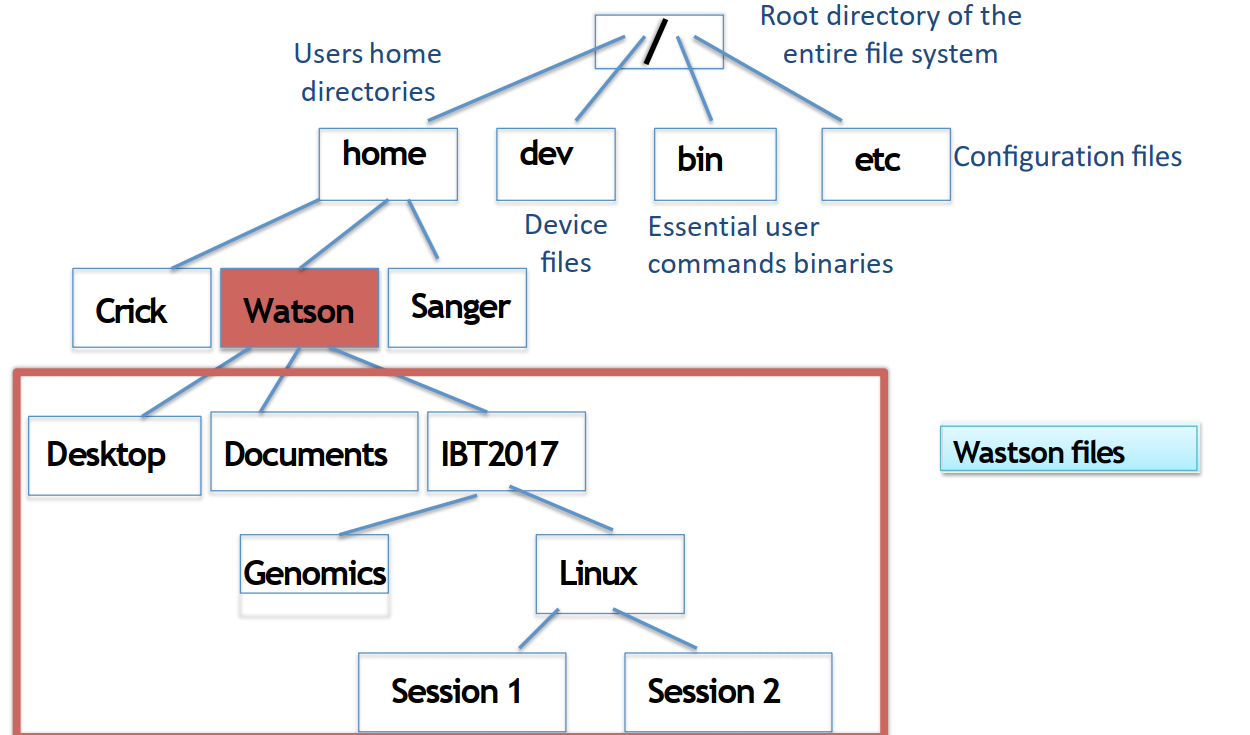 /
Root directory of the
entire file system
Users home
directories
home
dev
bin
etc
Configuration files
Device
files
Essential user
commands binaries
Crick
Watson
Sanger
Desktop
Documents
IBT2017
Wastson files
Genomics
Linux
Session 1
Session 2